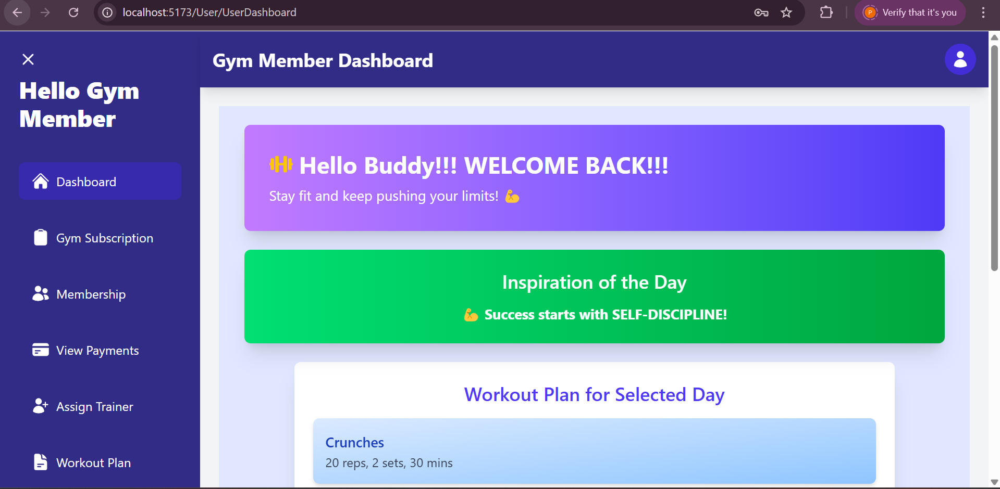 localhost:5173/User/UserDashboard
P
Verify that it's you
Hello Gym
Member
Dashboard
Gym Subscription
Membership
View Payments
Assign Trainer
Workout Plan
Gym Member Dashboard
Hello Buddy!!! WELCOME BACK!!!
Stay fit and keep pushing your limits! 💪
Inspiration of the Day
💪 Success starts with SELF-DISCIPLINE!
Workout Plan for Selected Day
Crunches
20 reps, 2 sets, 30 mins